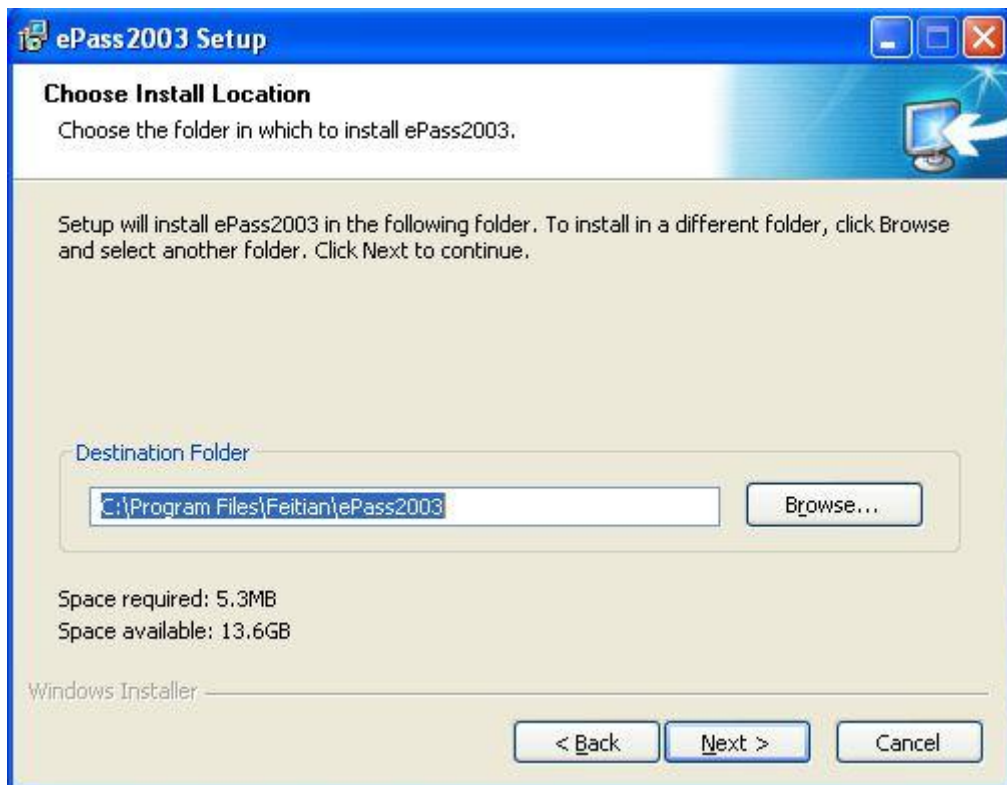 ePass2003 Setup
Choose Install Location
Choose the folder in which to install ePass2003.
Setup will install ePass2003 in the following folder. To install in a different folder, click Browse
and select another folder. Click Next to continue.
Destination Folder
C:\Program Files\Feitian\ePass2003
Browse...
Space required: 5.3MB
Space available: 13.6GB
Windows Installer
< Back
Next >
Cancel